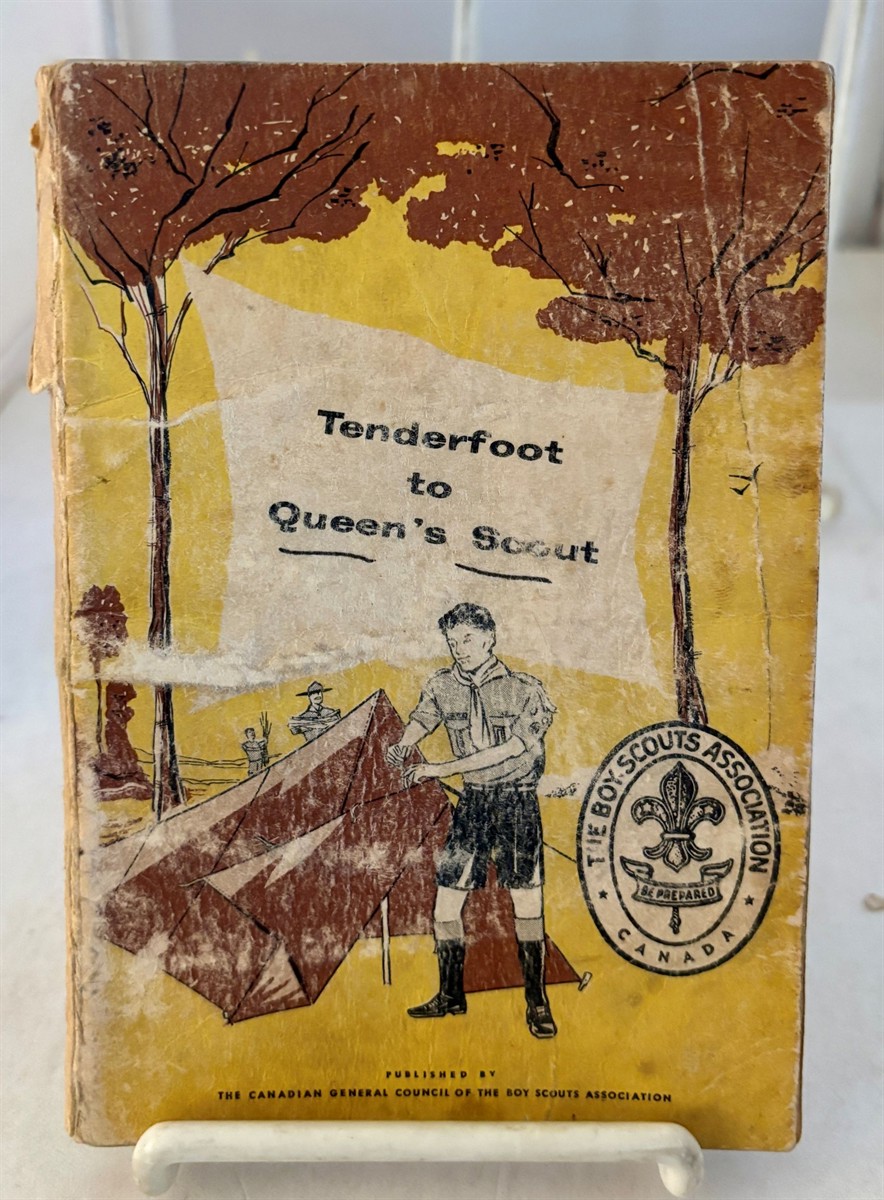 Tenderfoot
to
Queen's Scout
THE BOY SCOUTS ASSOCIATION
BE PREPARED
CANADA
PUBLISHED BY
THE CANADIAN GENERAL COUNCIL OF THE BOY SCOUTS ASSOCIATION